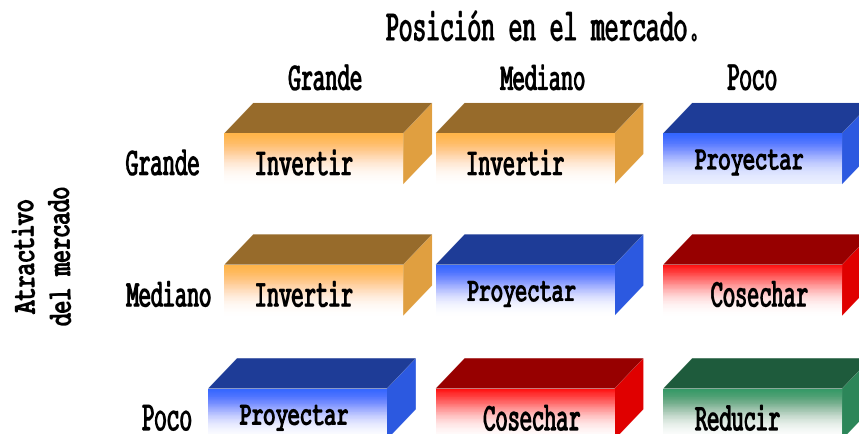 Posición en el mercado.
Grande Mediano Poco
Grande Invertir Invertir Proyectar
Atractivo
del mercado
Mediano Invertir Proyectar Cosechar
Poco Proyectar Cosechar Reducir